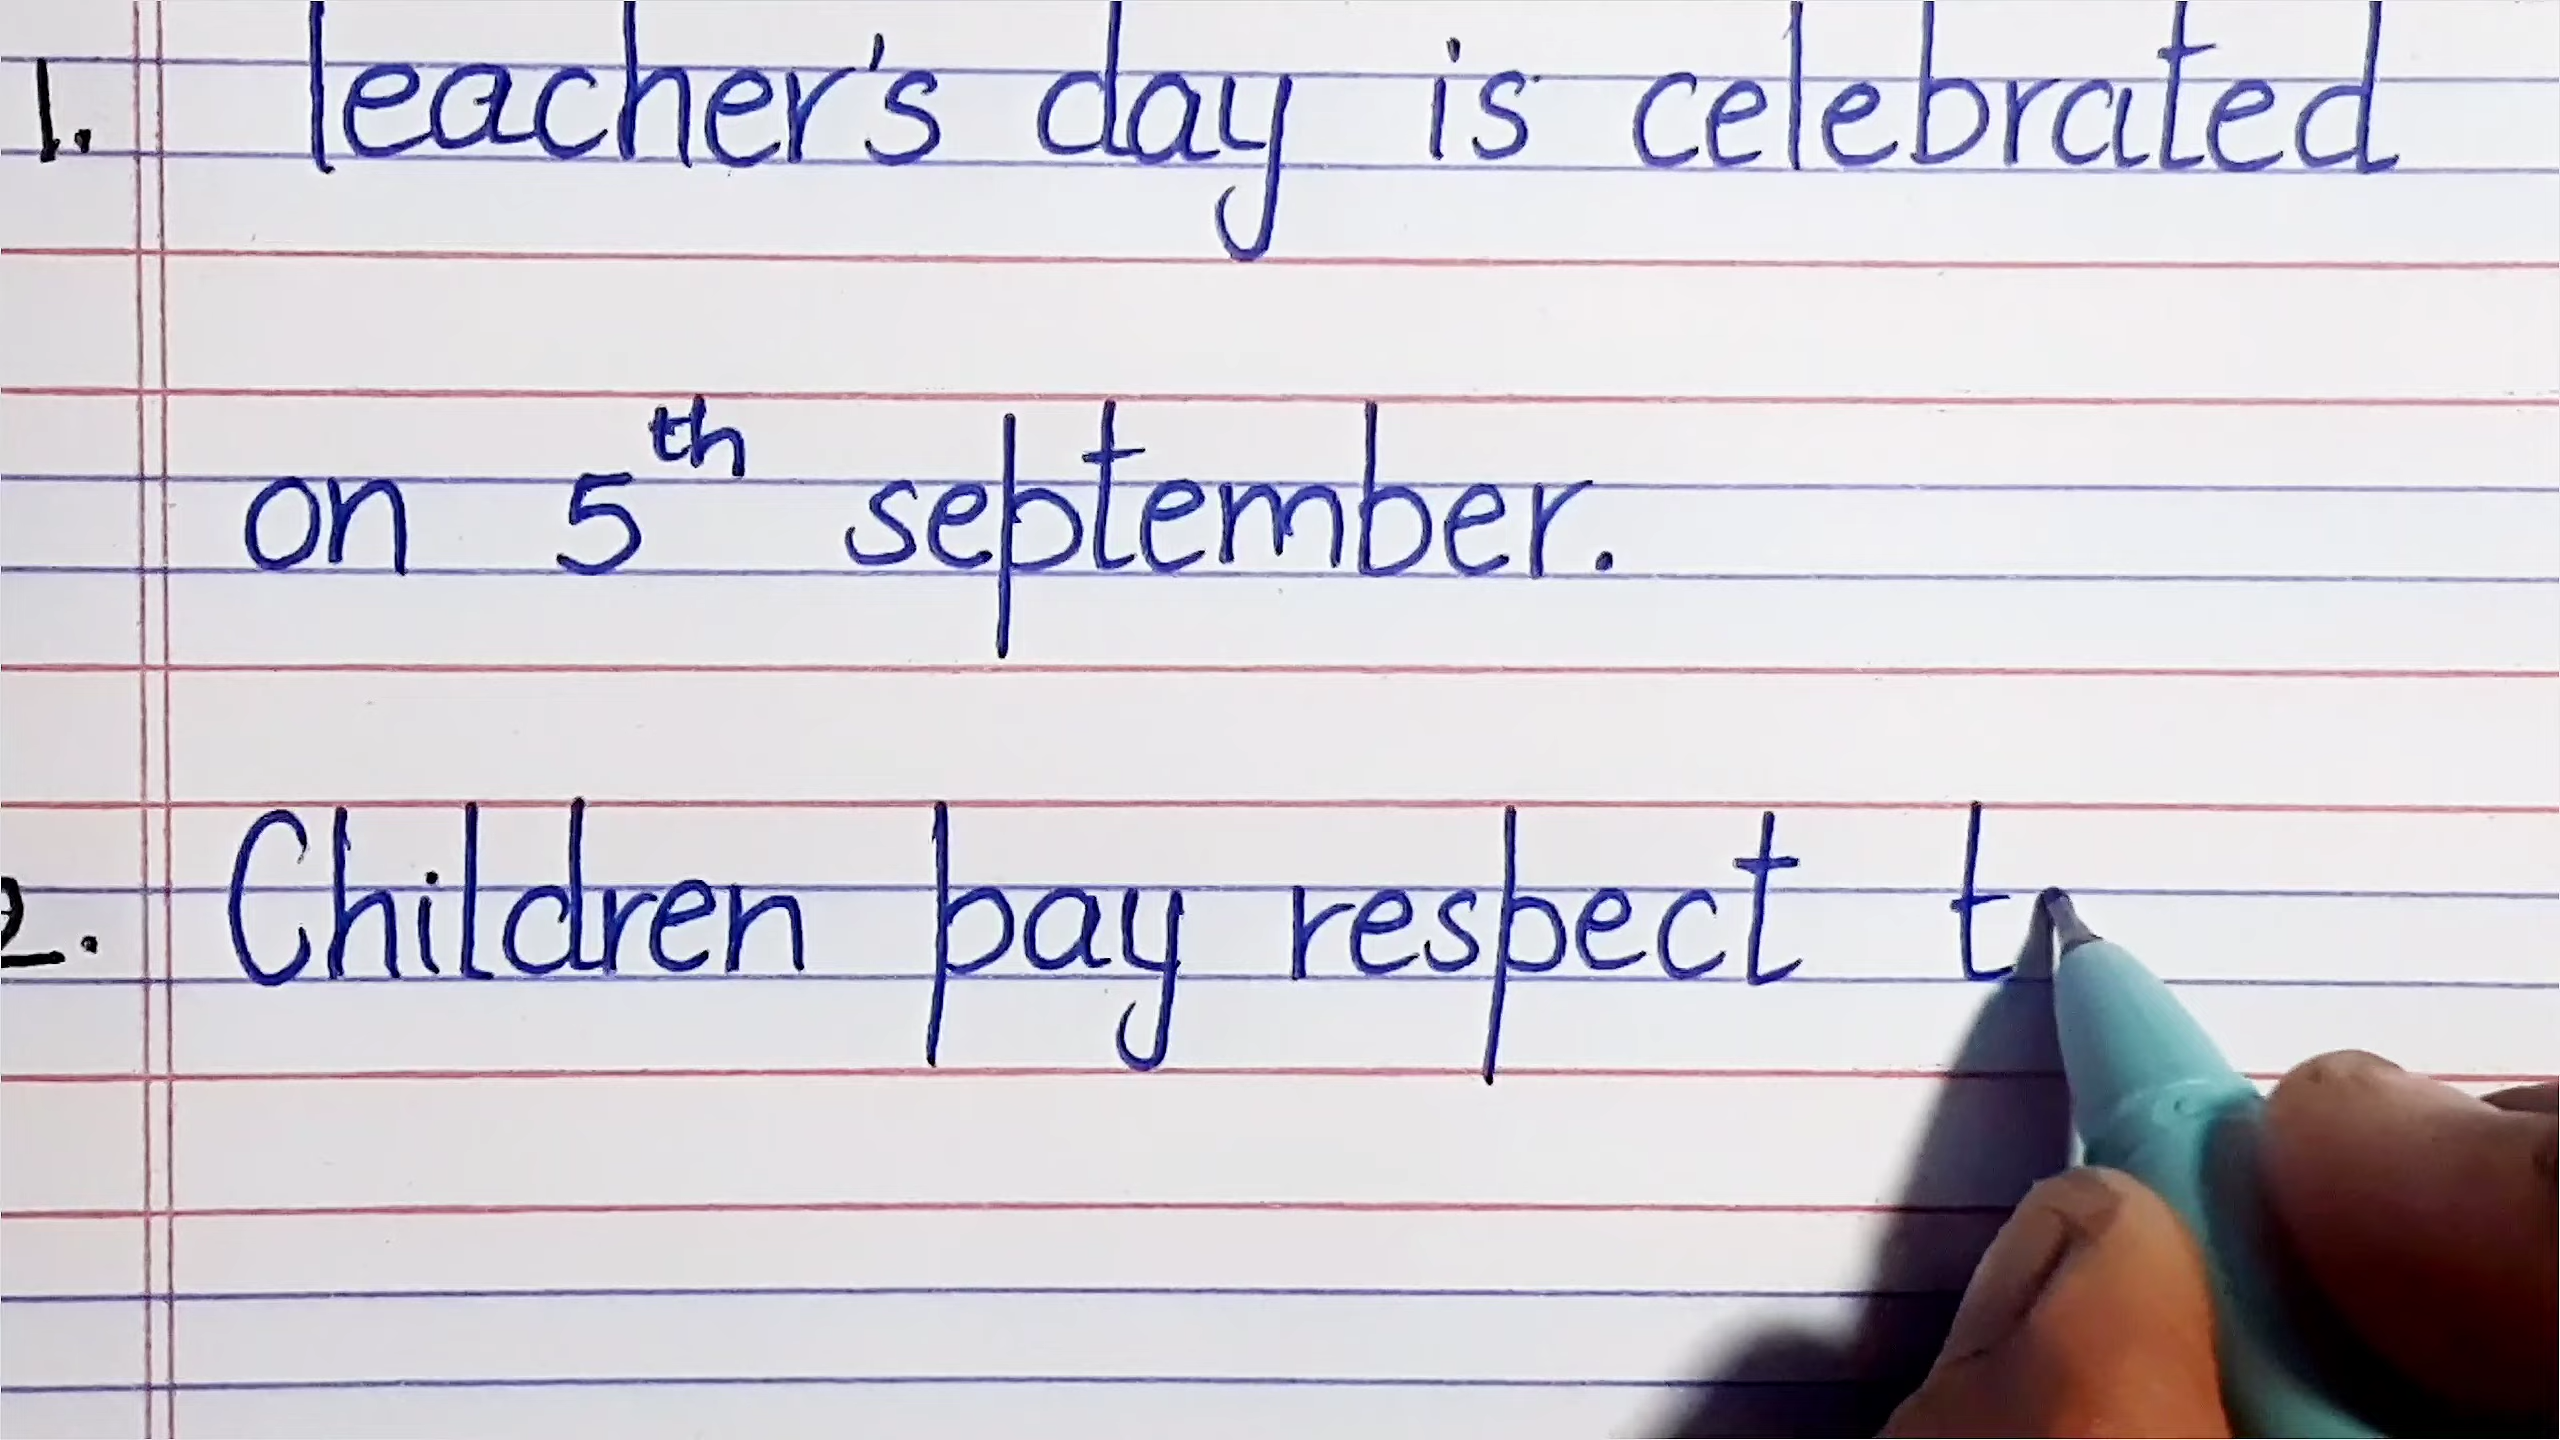 1. Teacher's day is celebrated
on 5th september.
2. Children pay respect t